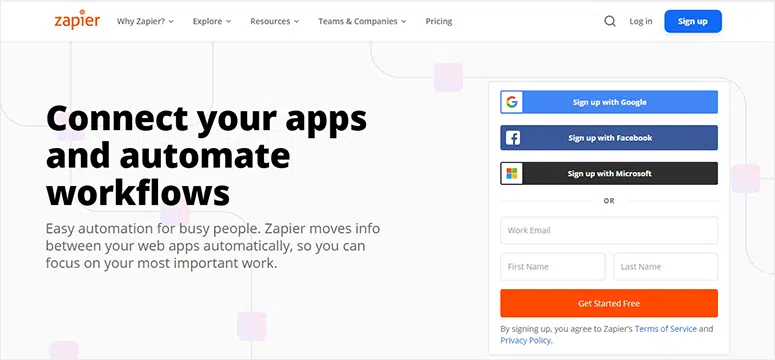 zapier Why Zapier? Explore Resources Teams & Companies Pricing Log in Sign up
Connect your apps
and automate
workflows
Easy automation for busy people. Zapier moves info
between your web apps automatically, so you can
focus on your most important work.
Sign up with Google
Sign up with Facebook
Sign up with Microsoft
OR
Work Email
First Name Last Name
Get Started Free
By signing up, you agree to Zapier's Terms of Service and
Privacy Policy.